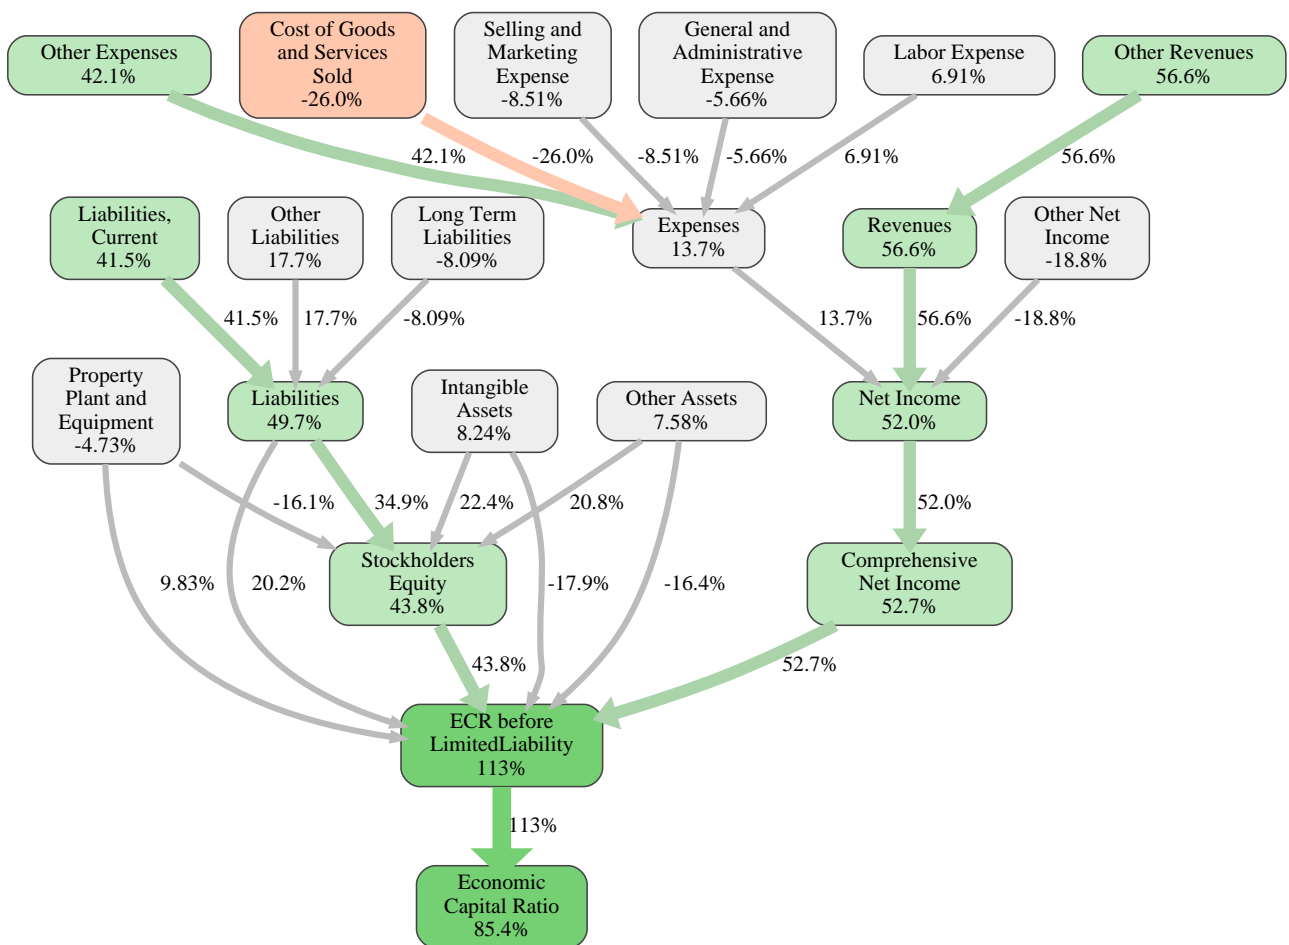 Other Expenses
42.1%
Cost of Goods
and Services
Sold
-26.0%
Selling and
Marketing
Expense
-8.51%
General and
Administrative
Expense
-5.66%
Labor Expense
6.91%
Other Revenues
56.6%
42.1%
-26.0%
-8.51%
-5.66%
6.91%
56.6%
Liabilities,
Current
41.5%
Other
Liabilities
17.7%
Long Term
Liabilities
-8.09%
Expenses
13.7%
Revenues
56.6%
Other Net
Income
-18.8%
41.5%
17.7%
-8.09%
13.7%
56.6%
-18.8%
Property
Plant and
Equipment
-4.73%
Liabilities
49.7%
Intangible
Assets
8.24%
Other Assets
7.58%
Net Income
52.0%
-16.1%
34.9%
22.4%
20.8%
52.0%
9.83%
20.2%
Stockholders
Equity
43.8%
-17.9%
-16.4%
Comprehensive
Net Income
52.7%
43.8%
52.7%
ECR before
LimitedLiability
113%
113%
Economic
Capital Ratio
85.4%